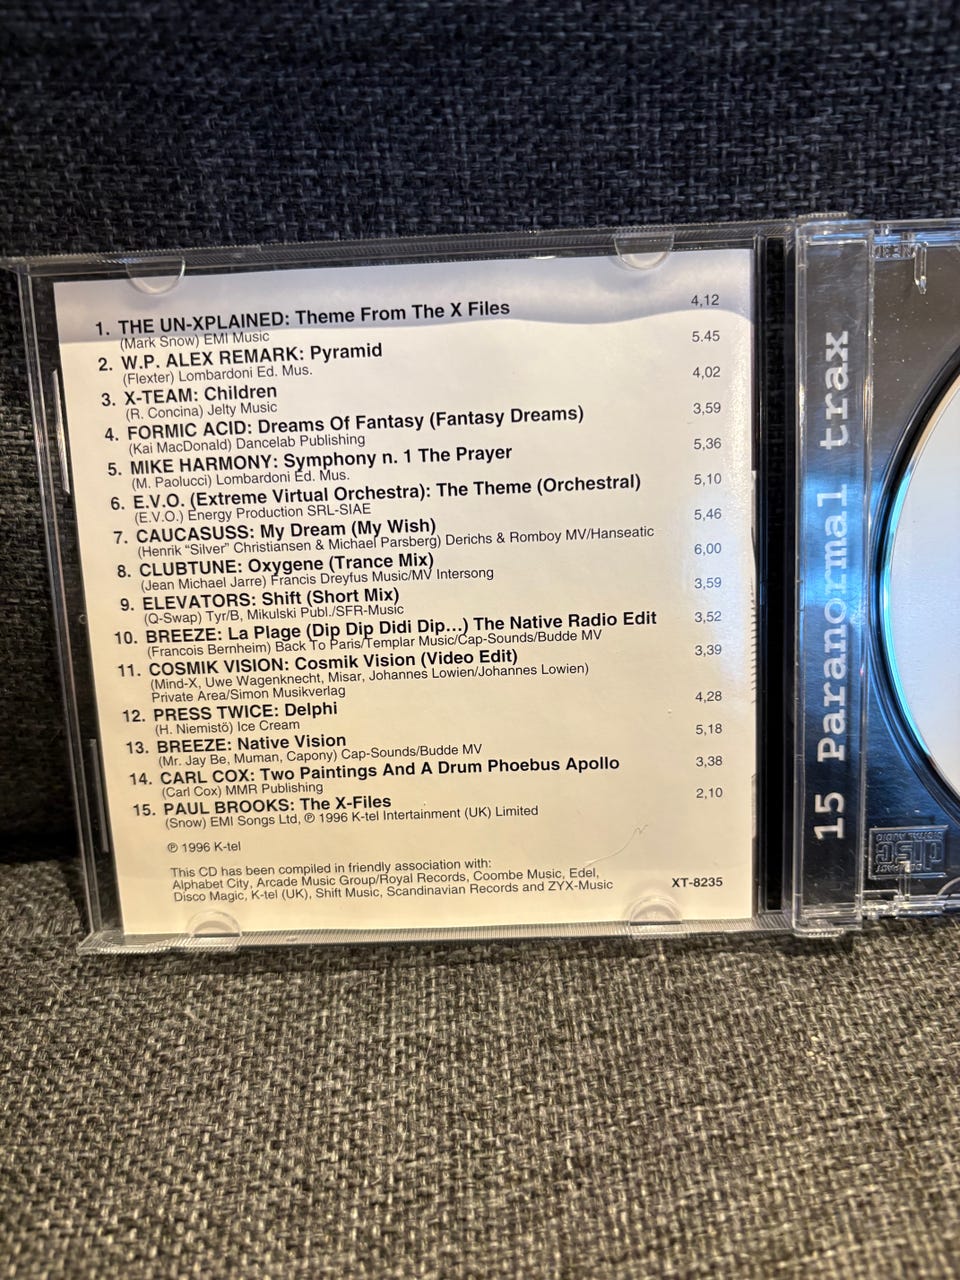 1. THE UN-XPLAINED: Theme From The X Files 4,12
(Mark Snow) EMI Music
2. W.P. ALEX REMARK: Pyramid 5.45
(Flexter) Lombardoni Ed. Mus.
3. X-TEAM: Children 4,02
(R. Concina) Jelty Music
4. FORMIC ACID: Dreams Of Fantasy (Fantasy Dreams) 3,59
(Kai MacDonald) Dancelab Publishing
5. MIKE HARMONY: Symphony n. 1 The Prayer 5,36
(M. Paolucci) Lombardoni Ed. Mus.
6. E.V.O. (Extreme Virtual Orchestra): The Theme (Orchestral) 5,10
(E.V.O.) Energy Production SRL-SIAE
7. CAUCASUSS: My Dream (My Wish) 5,46
(Henrik “Silver” Christiansen & Michael Parsberg) Derichs & Romboy MV/Hanseatic
8. CLUBTUNE: Oxygene (Trance Mix) 6,00
(Jean Michael Jarre) Francis Dreyfus Music/MV Intersong
9. ELEVATORS: Shift (Short Mix) 3,59
(Q-Swap) Tyr/B, Mikulski Publ./SFR-Music
10. BREEZE: La Plage (Dip Dip Didi Dip...) The Native Radio Edit 3,52
(Francois Bernheim) Back To Paris/Templar Music/Cap-Sounds/Budde MV
11. COSMIK VISION: Cosmik Vision (Video Edit) 3,39
(Mind-X, Uwe Wagenknecht, Misar, Johannes Lowien/Johannes Lowien)
Private Area/Simon Musikverlag
12. PRESS TWICE: Delphi 4,28
(H. Niemistö) Ice Cream
13. BREEZE: Native Vision 5,18
(Mr. Jay Be, Muman, Capony) Cap-Sounds/Budde MV
14. CARL COX: Two Paintings And A Drum Phoebus Apollo 3,38
(Carl Cox) MMR Publishing
15. PAUL BROOKS: The X-Files 2,10
(Snow) EMI Songs Ltd, ℗ 1996 K-tel Intertainment (UK) Limited
℗ 1996 K-tel
This CD has been compiled in friendly association with:
Alphabet City, Arcade Music Group/Royal Records, Coombe Music, Edel,
Disco Magic, K-tel (UK), Shift Music, Scandinavian Records and ZYX-Music
XT-8235
15 Paranormal trax
COMPACT
disc
DIGITAL AUDIO